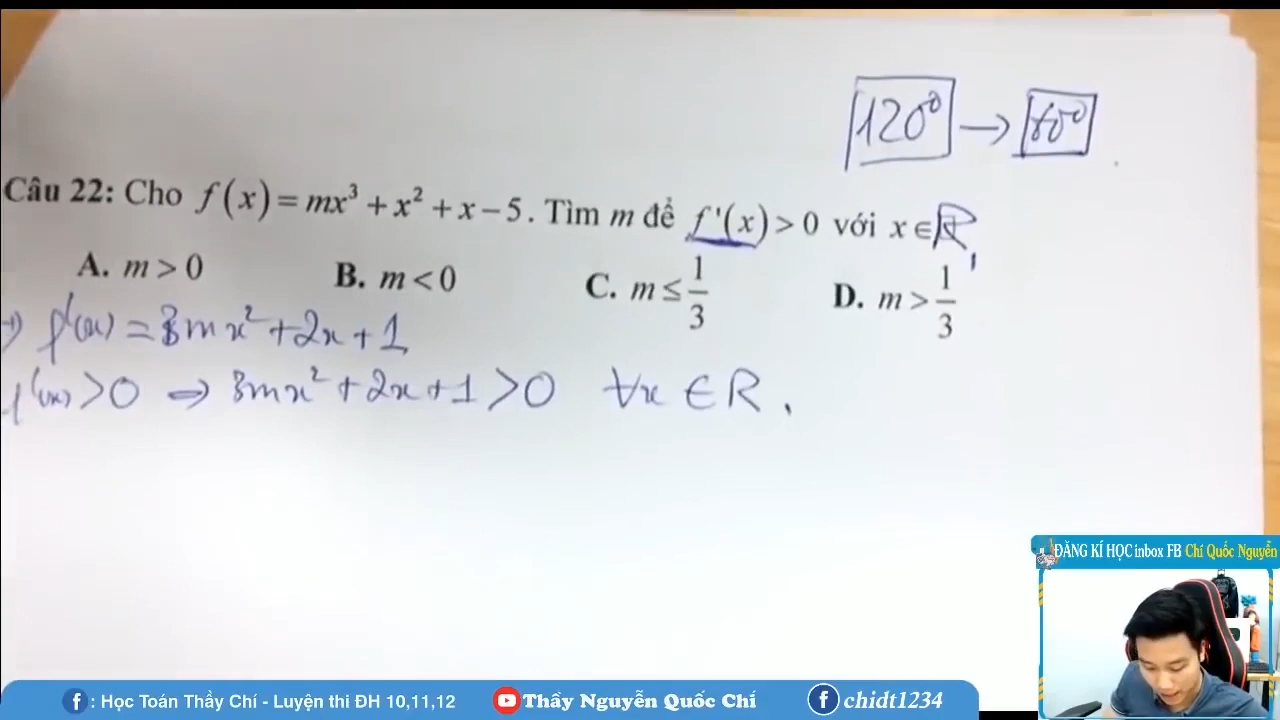 120⁰ → 60⁰
Câu 22: Cho f(x) = mx³ + x² + x − 5. Tìm m để f'(x) > 0 với x ∈ R
A. m > 0 B. m < 0 C. m ≤ 1/3 D. m > 1/3
⇒ f'(x) = 3mx² + 2x + 1
f'(x) > 0 ⇒ 3mx² + 2x + 1 > 0 ∀x ∈ R.
ĐĂNG KÍ HỌC inbox FB Chí Quốc Nguyễn
f : Học Toán Thầy Chí - Luyện thi ĐH 10,11,12 Thầy Nguyễn Quốc Chí f chidt1234